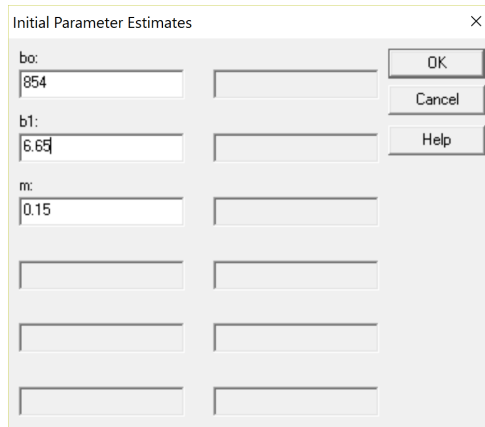 Initial Parameter Estimates
bo:
854
OK
Cancel
b1:
6.65
Help
m:
0.15